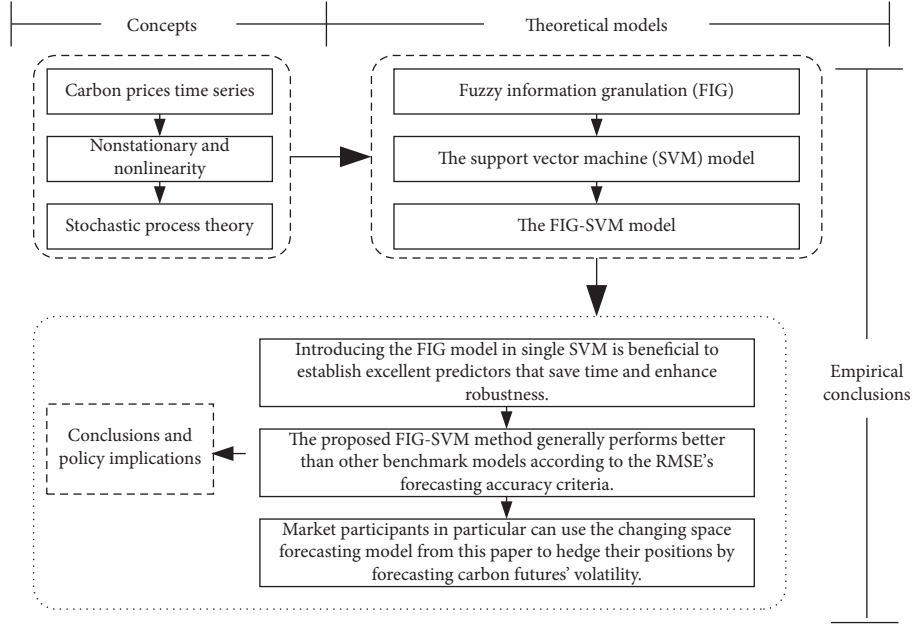 Concepts
Theoretical models
Carbon prices time series
Nonstationary and
nonlinearity
Stochastic process theory
Fuzzy information granulation (FIG)
The support vector machine (SVM) model
The FIG-SVM model
Introducing the FIG model in single SVM is beneficial to
establish excellent predictors that save time and enhance
robustness.
The proposed FIG-SVM method generally performs better
than other benchmark models according to the RMSE's
forecasting accuracy criteria.
Market participants in particular can use the changing space
forecasting model from this paper to hedge their positions by
forecasting carbon futures' volatility.
Conclusions and
policy implications
Empirical
conclusions